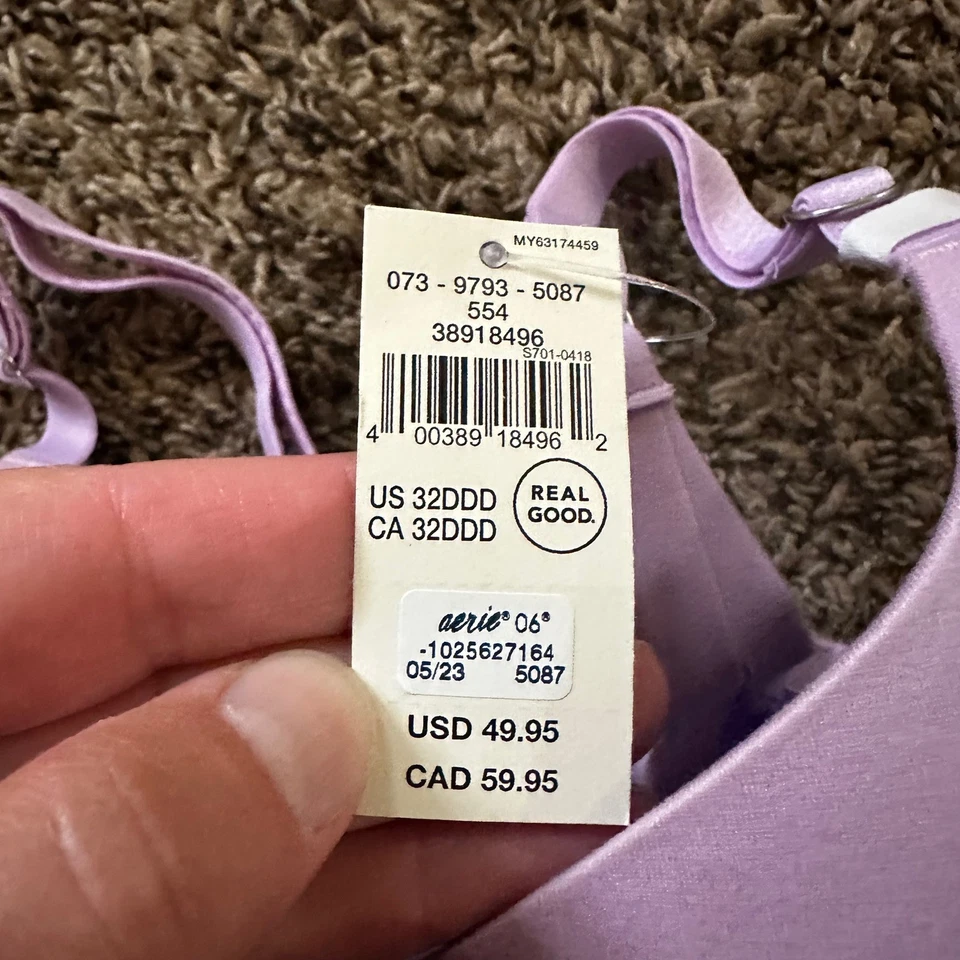 MY63174459
073 - 9793 - 5087
554
38918496
S701-0418
4 00389 18496 2
US 32DDD
CA 32DDD
REAL
GOOD.
aerie® 06®
-1025627164
05/23 5087
USD 49.95
CAD 59.95